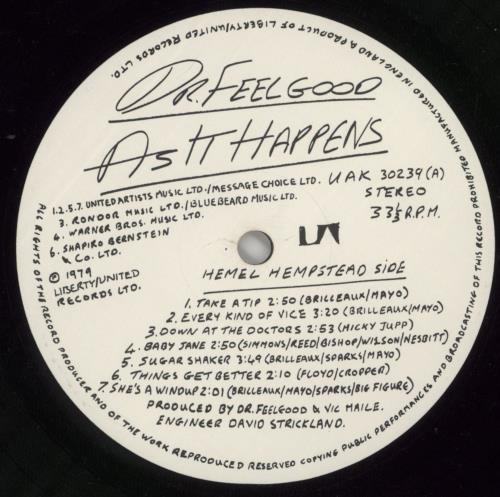 DR. FEELGOOD
AS IT HAPPENS
1.2.5.7. UNITED ARTISTS MUSIC LTD./MESSAGE CHOICE LTD.
3. RONDOR MUSIC LTD./BLUEBEARD MUSIC LTD.
4. WARNER BROS. MUSIC LTD.
6. SHAPIRO BERNSTEIN
& CO. LTD.
UAK 30239 (A)
STEREO
33⅓ R.P.M.
℗ 1979
LIBERTY/UNITED
RECORDS LTD.
UA
HEMEL HEMPSTEAD SIDE
1. TAKE A TIP 2:50 (BRILLEAUX/MAYO)
2. EVERY KIND OF VICE 3:20 (BRILLEAUX/MAYO)
3. DOWN AT THE DOCTORS 2:53 (MICKY JUPP)
4. BABY JANE 2:50 (SIMMONS/REED/BISHOP/WILSON/NESBITT)
5. SUGAR SHAKER 3:49 (BRILLEAUX/SPARKS/MAYO)
6. THINGS GET BETTER 2:10 (FLOYD/CROPPER)
7. SHE'S A WINDUP 2:01 (BRILLEAUX/MAYO/SPARKS/BIG FIGURE)
PRODUCED BY DR. FEELGOOD & VIC MAILE.
ENGINEER DAVID STRICKLAND.
ALL RIGHTS OF THE RECORD PRODUCER AND OF THE WORK REPRODUCED RESERVED COPYING PUBLIC PERFORMANCES AND BROADCASTING OF THIS RECORD PROHIBITED MANUFACTURED IN ENGLAND A PRODUCT OF LIBERTY/UNITED RECORDS LTD.